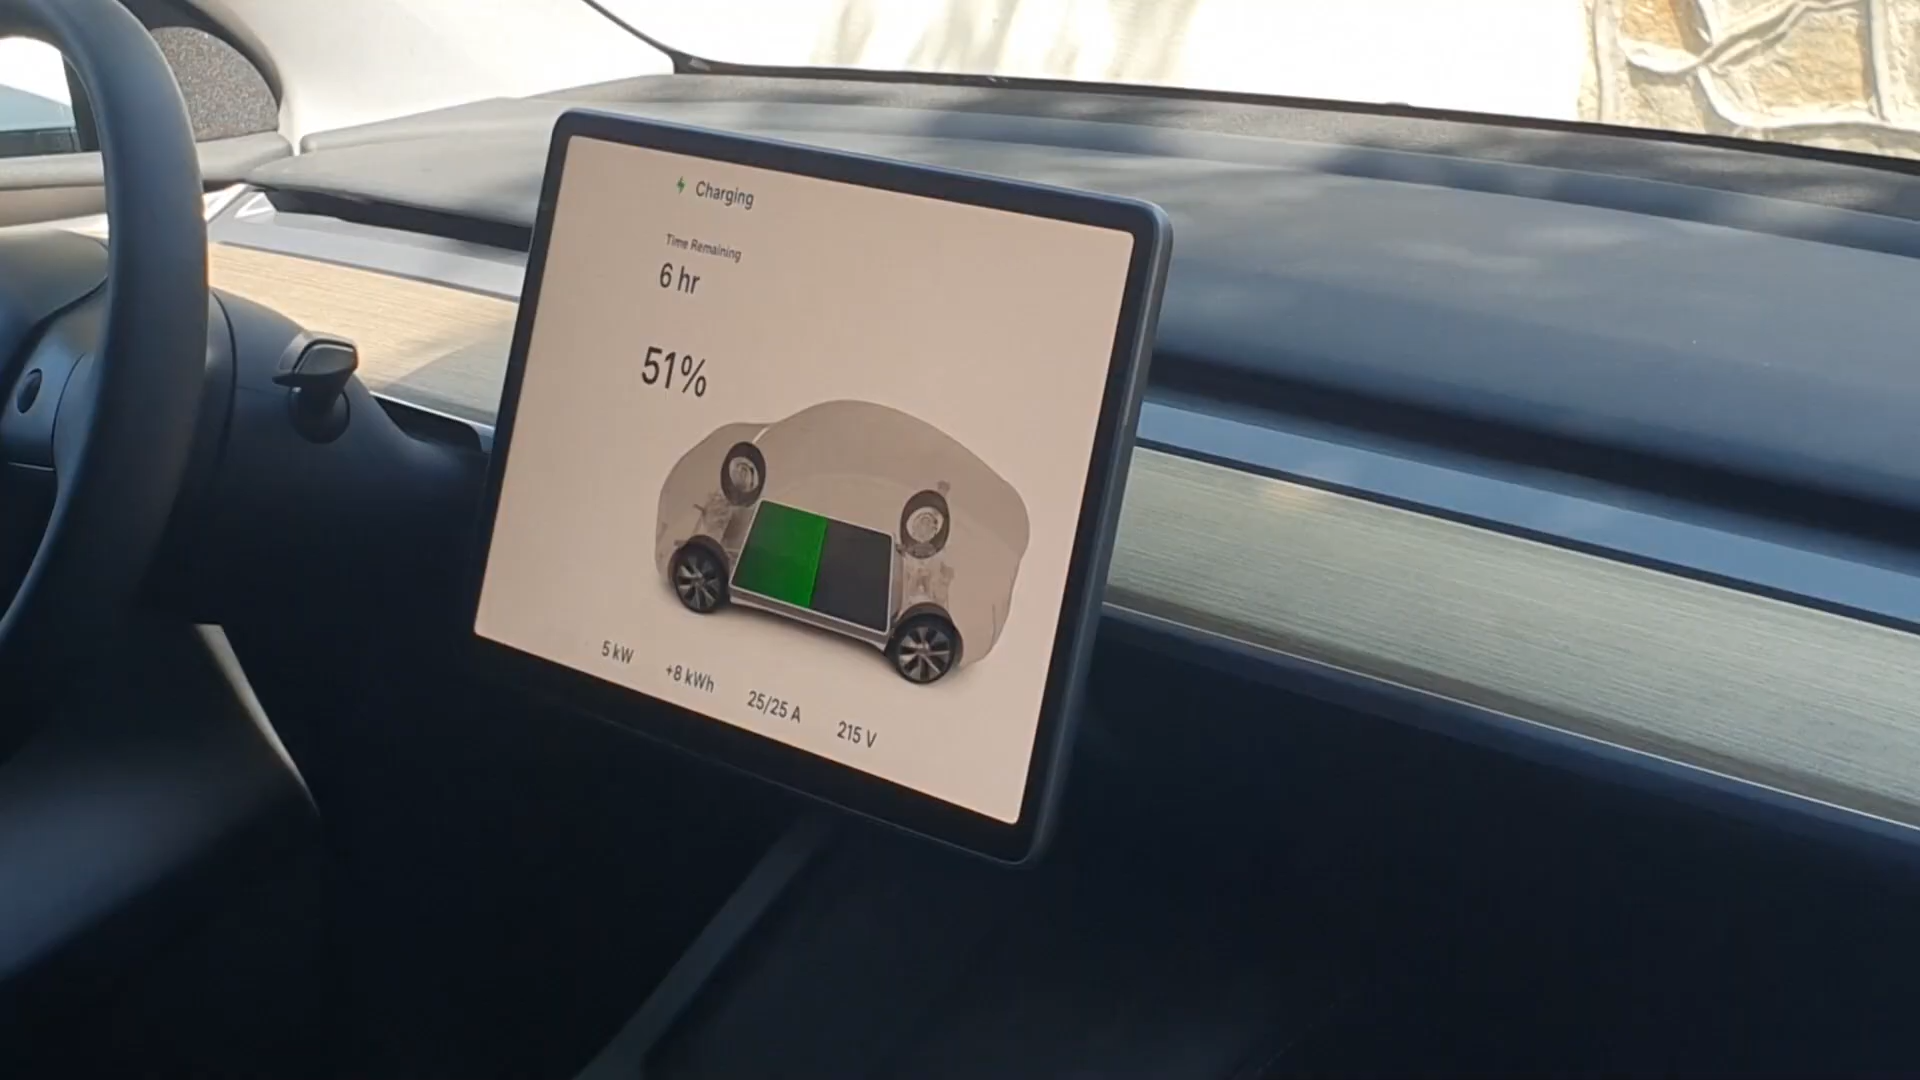 Charging
Time Remaining
6 hr
51%
5 kW
+8 kWh
25/25 A
215 V